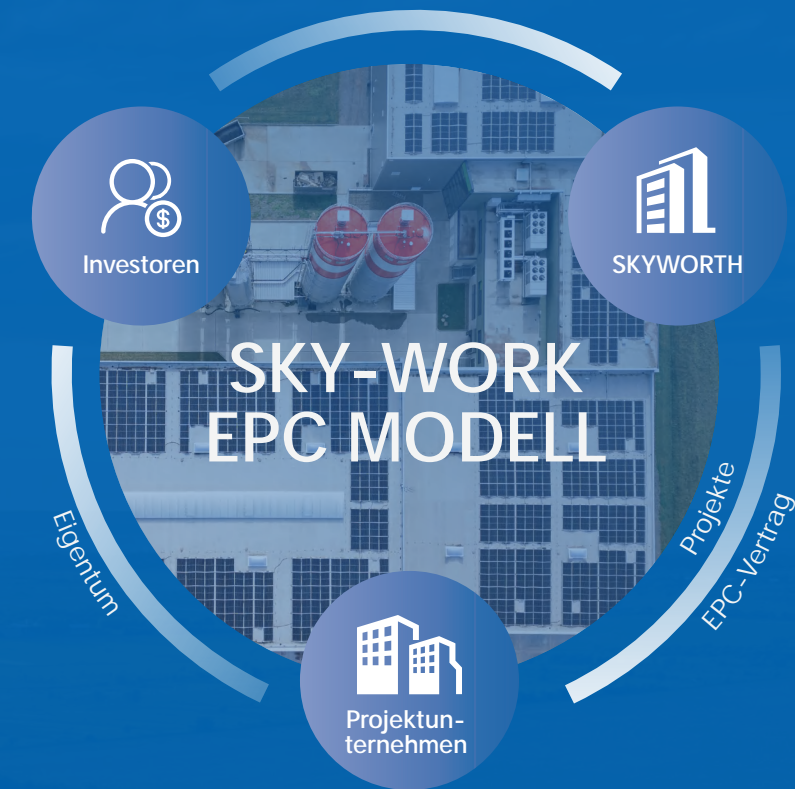 Investoren
SKYWORTH
SKY-WORK
EPC MODELL
Eigentum
Projekte
EPC-Vertrag
$
Projektun-
ternehmen